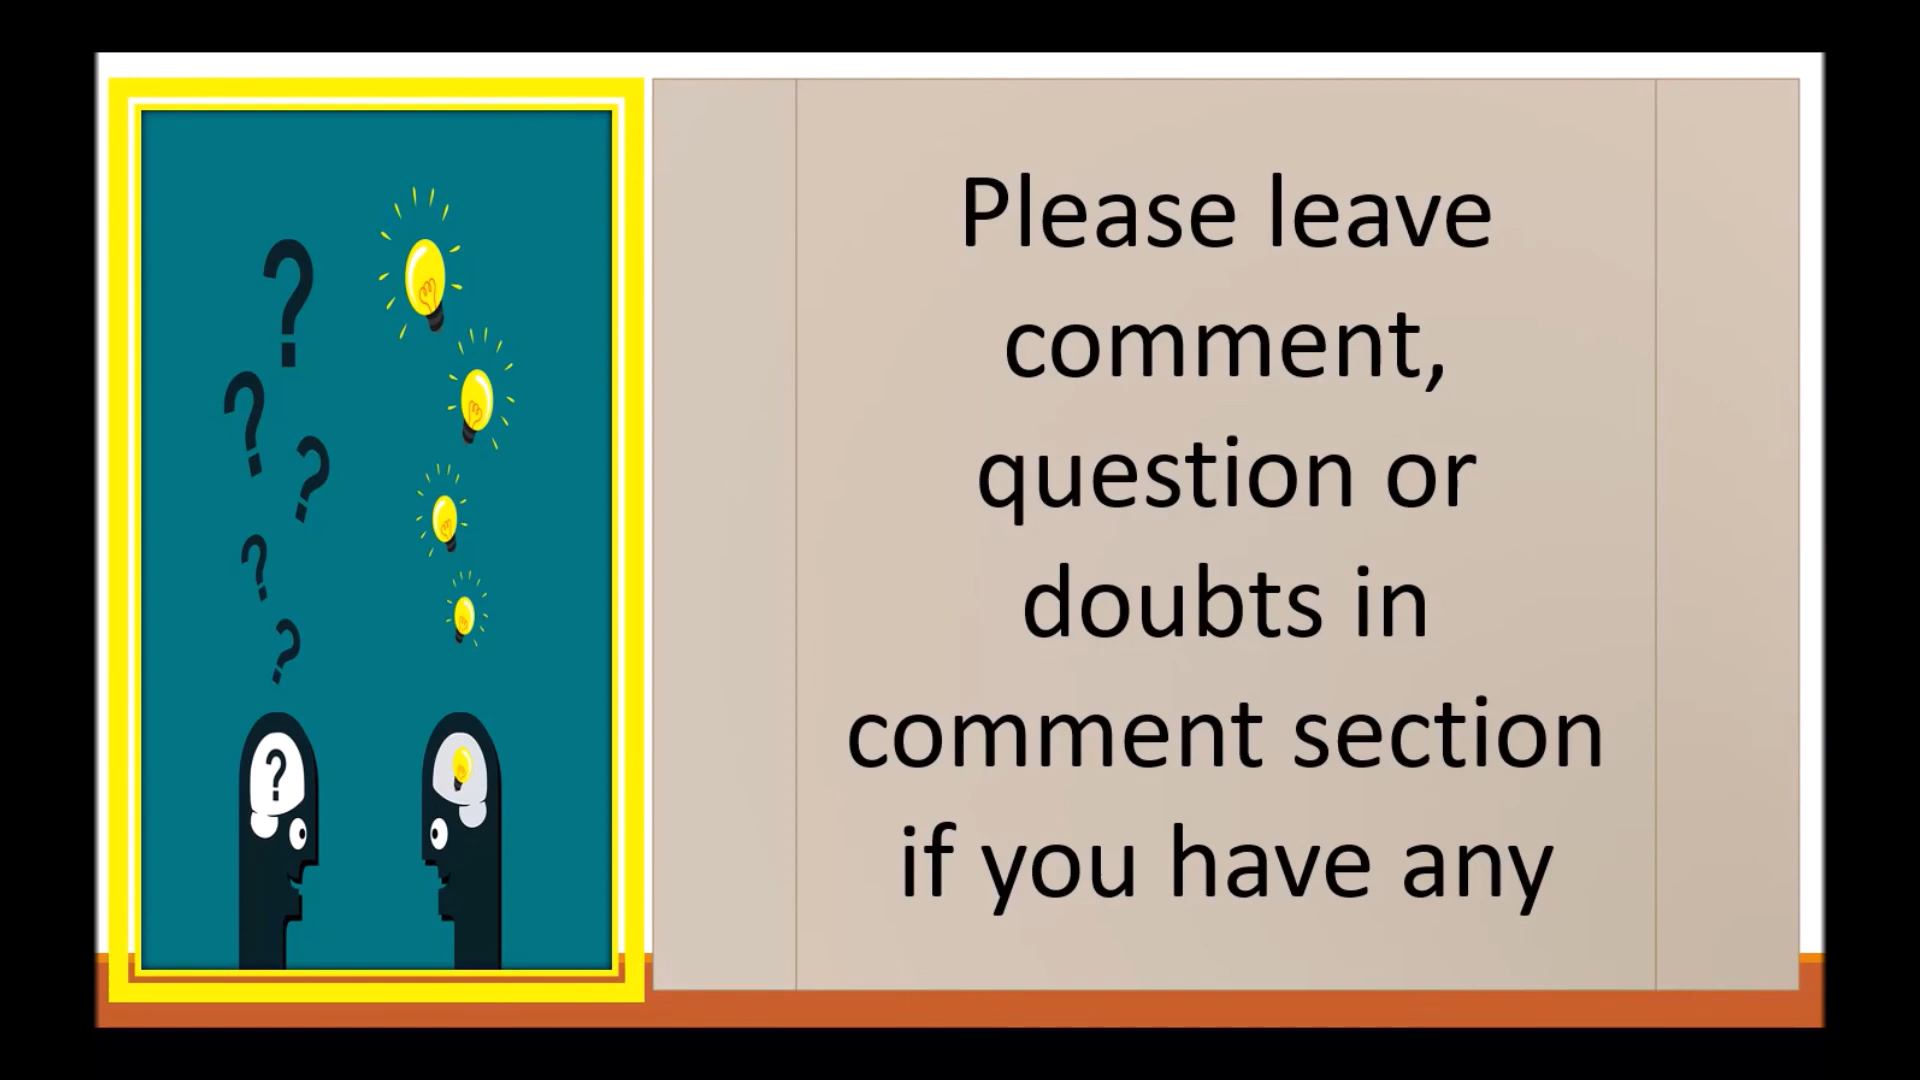 Please leave
comment,
question or
doubts in
comment section
if you have any
?
?
?
?
?
?